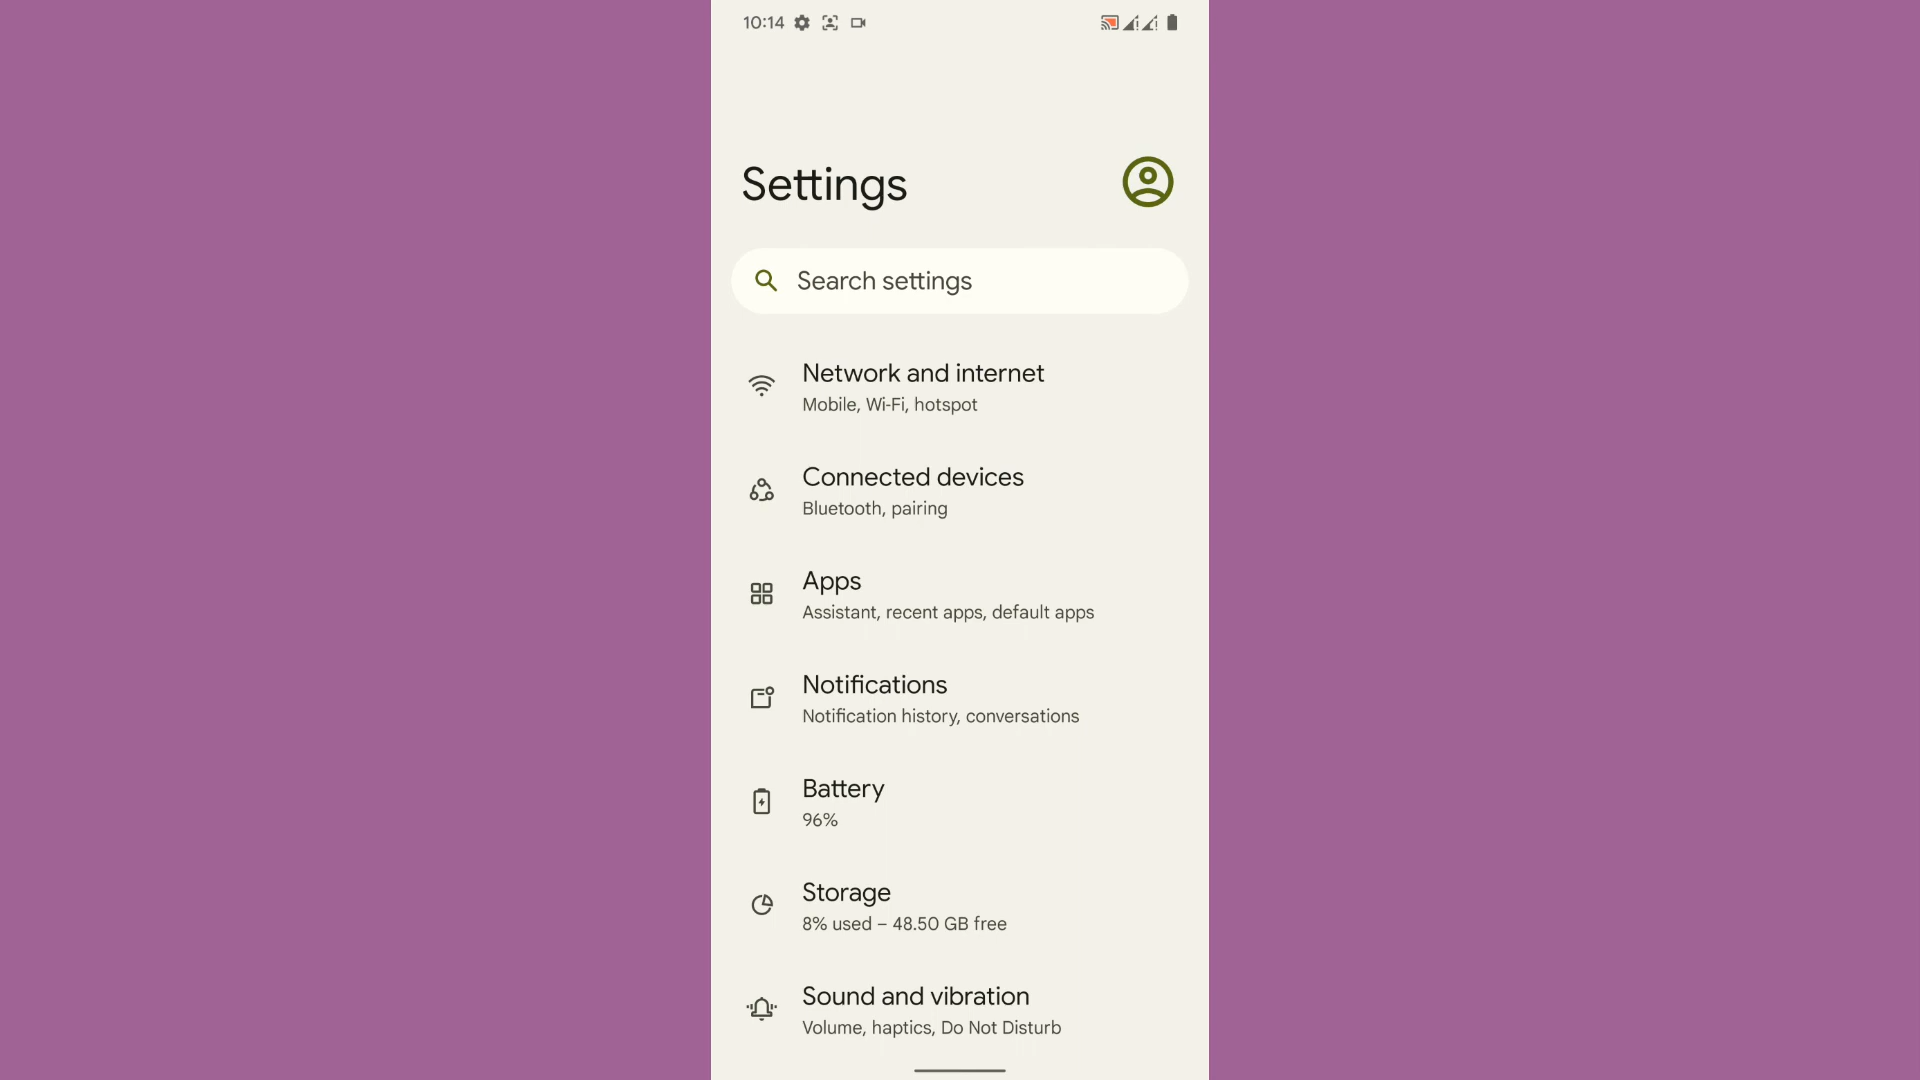 10:14
Settings
Search settings
Network and internet
Mobile, Wi-Fi, hotspot
Connected devices
Bluetooth, pairing
Apps
Assistant, recent apps, default apps
Notifications
Notification history, conversations
Battery
96%
Storage
8% used – 48.50 GB free
Sound and vibration
Volume, haptics, Do Not Disturb